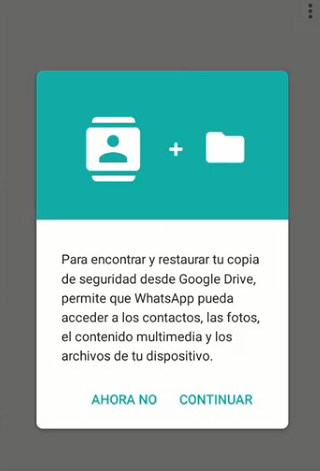 Para encontrar y restaurar tu copia
de seguridad desde Google Drive,
permite que WhatsApp pueda
acceder a los contactos, las fotos,
el contenido multimedia y los
archivos de tu dispositivo.
AHORA NO CONTINUAR